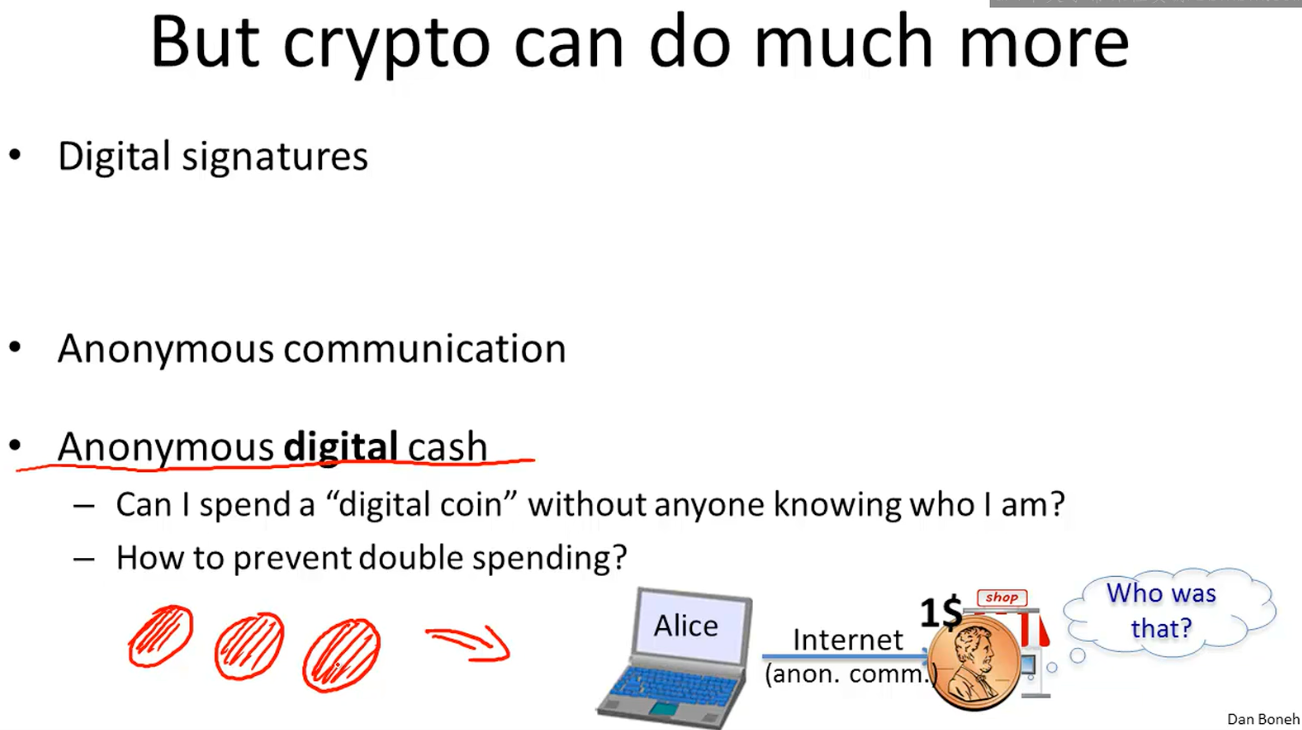 But crypto can do much more
• Digital signatures
• Anonymous communication
• Anonymous digital cash
– Can I spend a “digital coin” without anyone knowing who I am?
– How to prevent double spending?
Alice
Internet
(anon. comm.)
1$
shop
Who was
that?
Dan Boneh